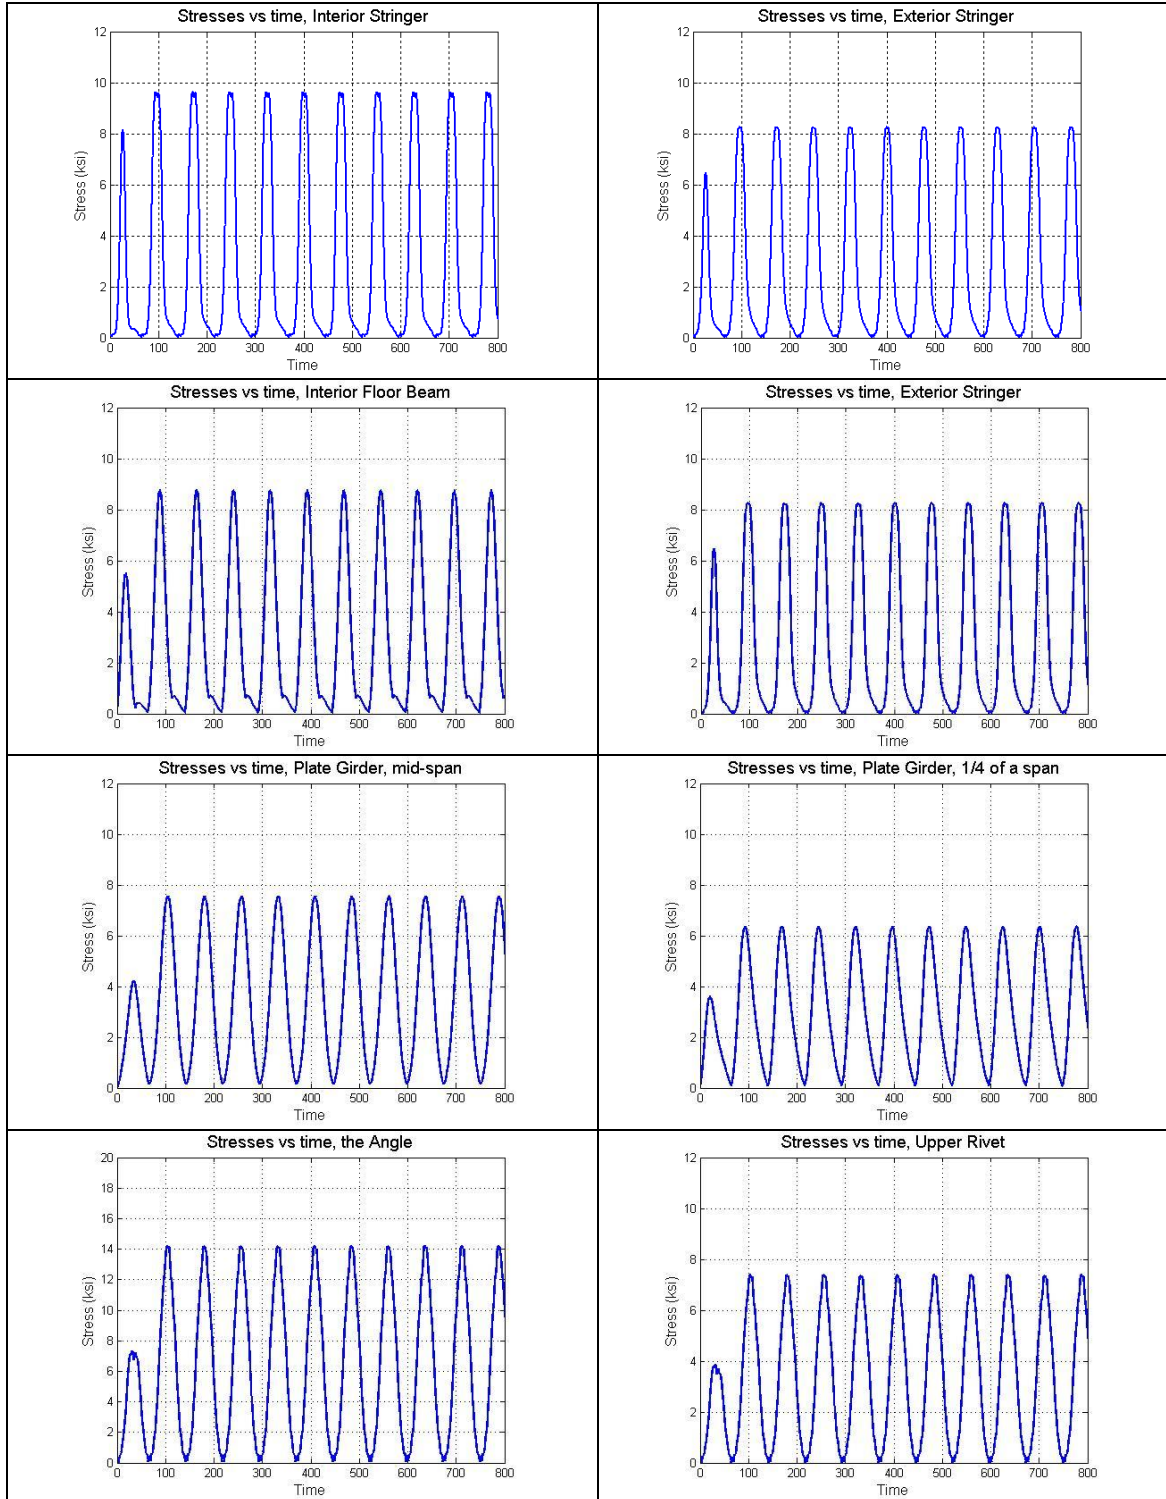 Stresses vs time, Interior Stringer
12
10
8
6
4
2
0
Stress (ksi)
0 100 200 300 400 500 600 700 800
Time
Stresses vs time, Exterior Stringer
12
10
8
6
4
2
0
Stress (ksi)
0 100 200 300 400 500 600 700 800
Time
Stresses vs time, Interior Floor Beam
12
10
8
6
4
2
0
Stress (ksi)
0 100 200 300 400 500 600 700 800
Time
Stresses vs time, Exterior Stringer
12
10
8
6
4
2
0
Stress (ksi)
0 100 200 300 400 500 600 700 800
Time
Stresses vs time, Plate Girder, mid-span
12
10
8
6
4
2
0
Stress (ksi)
0 100 200 300 400 500 600 700 800
Time
Stresses vs time, Plate Girder, 1/4 of a span
12
10
8
6
4
2
0
Stress (ksi)
0 100 200 300 400 500 600 700 800
Time
Stresses vs time, the Angle
20
18
16
14
12
10
8
6
4
2
0
Stress (ksi)
0 100 200 300 400 500 600 700 800
Time
Stresses vs time, Upper Rivet
12
10
8
6
4
2
0
Stress (ksi)
0 100 200 300 400 500 600 700 800
Time